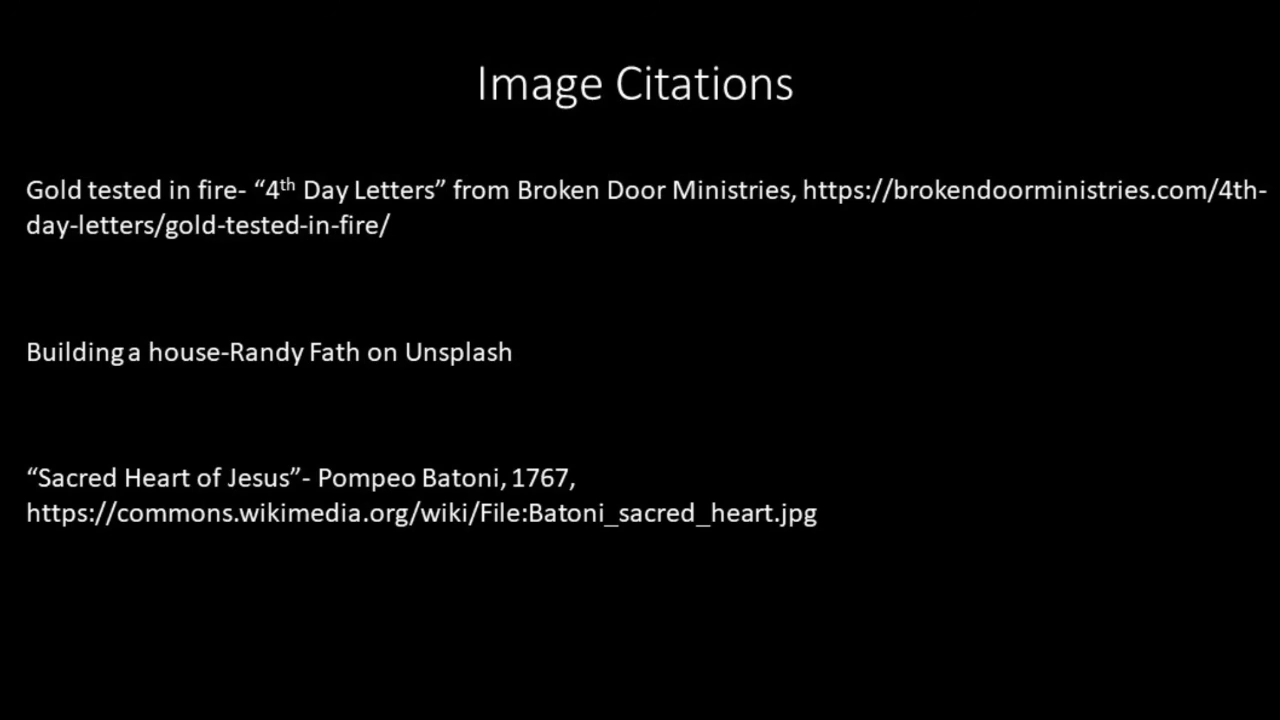 Image Citations
Gold tested in fire- “4th Day Letters” from Broken Door Ministries, https://brokendoorministries.com/4th-
day-letters/gold-tested-in-fire/
Building a house-Randy Fath on Unsplash
“Sacred Heart of Jesus”- Pompeo Batoni, 1767,
https://commons.wikimedia.org/wiki/File:Batoni_sacred_heart.jpg